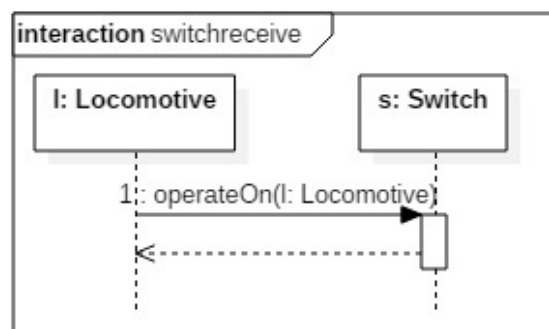 interaction switchreceive
l: Locomotive
s: Switch
1 : operateOn(l: Locomotive)